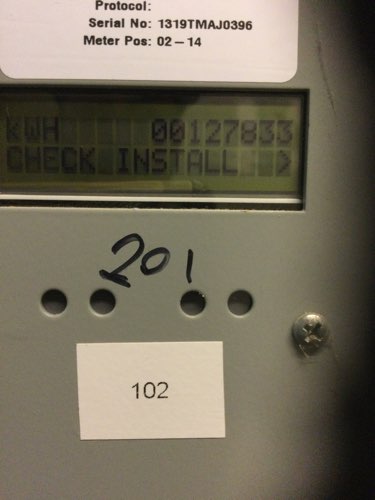 Protocol:
Serial No: 1319TMAJ0396
Meter Pos: 02-14
kWH 00127833
CHECK INSTALL >
201
102